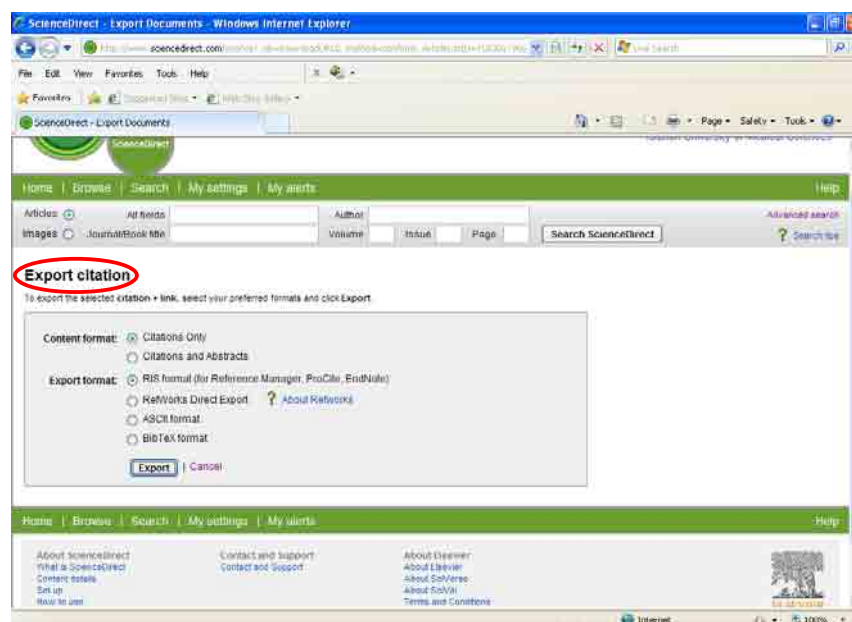 ScienceDirect - Export Documents - Windows Internet Explorer
File Edit View Favorites Tools Help
Favorites
ScienceDirect - Export Documents
Page Safety Tools
ScienceDirect
Home | Browse | Search | My settings | My alerts Help
Articles All fields Author Advanced search
Images Journal/Book title Volume Issue Page Search ScienceDirect Search tips
Export citation
To export the selected citation + link, select your preferred formats and click Export
Content format: Citations Only
Citations and Abstracts
Export format: RIS format (for Reference Manager, ProCite, EndNote)
RefWorks Direct Export About Refworks
ASCII format
BibTeX format
Export | Cancel
Home | Browse | Search | My settings | My alerts Help
About ScienceDirect Contact and Support About Elsevier
What is ScienceDirect Contact and Support About Elsevier
Content details About SciVerse
Set up About SciVal
How to use Terms and Conditions
Internet 100%